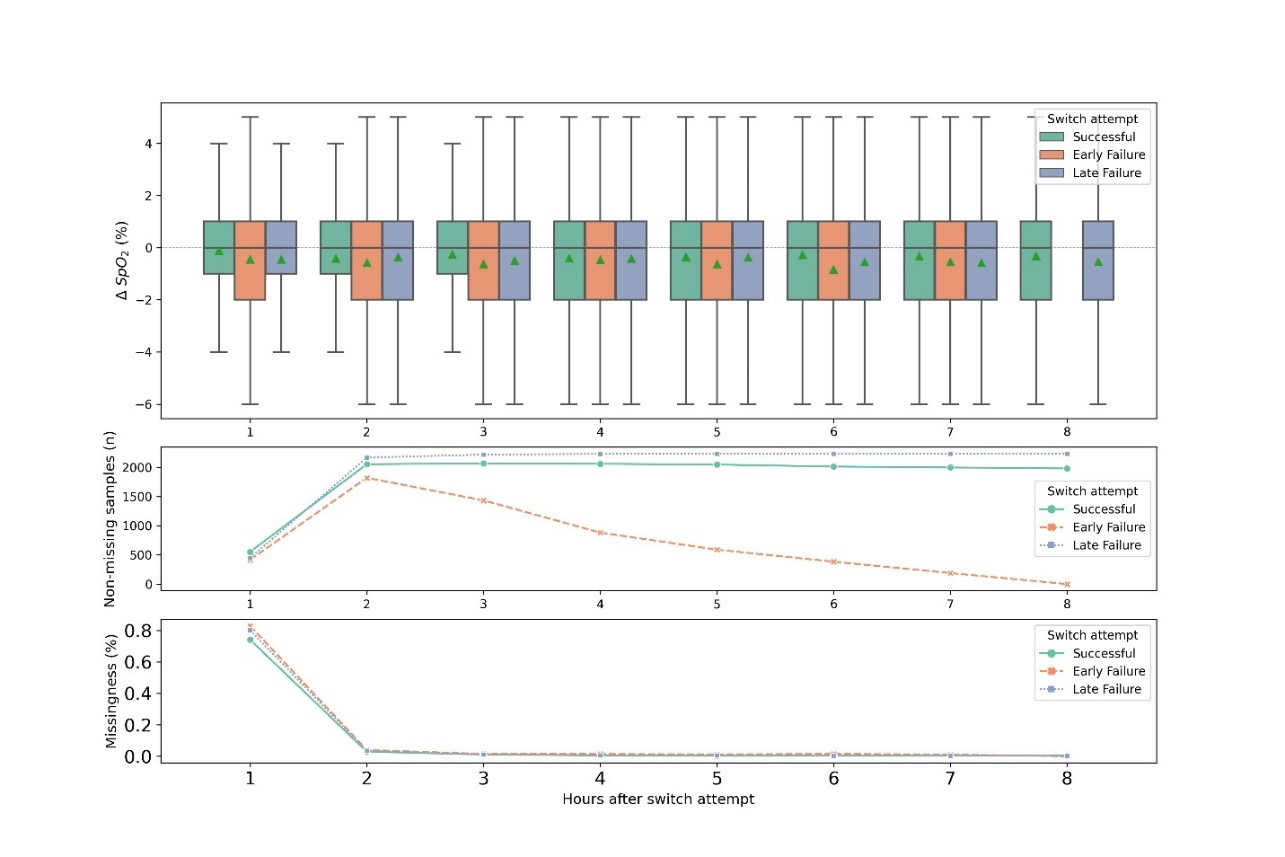 Δ SpO₂ (%)
4
2
0
−2
−4
−6
Switch attempt
Successful
Early Failure
Late Failure
1 2 3 4 5 6 7 8
Non-missing samples (n)
2000
1500
1000
500
0
Switch attempt
Successful
Early Failure
Late Failure
1 2 3 4 5 6 7 8
Missingness (%)
0.8
0.6
0.4
0.2
0.0
Switch attempt
Successful
Early Failure
Late Failure
1 2 3 4 5 6 7 8
Hours after switch attempt